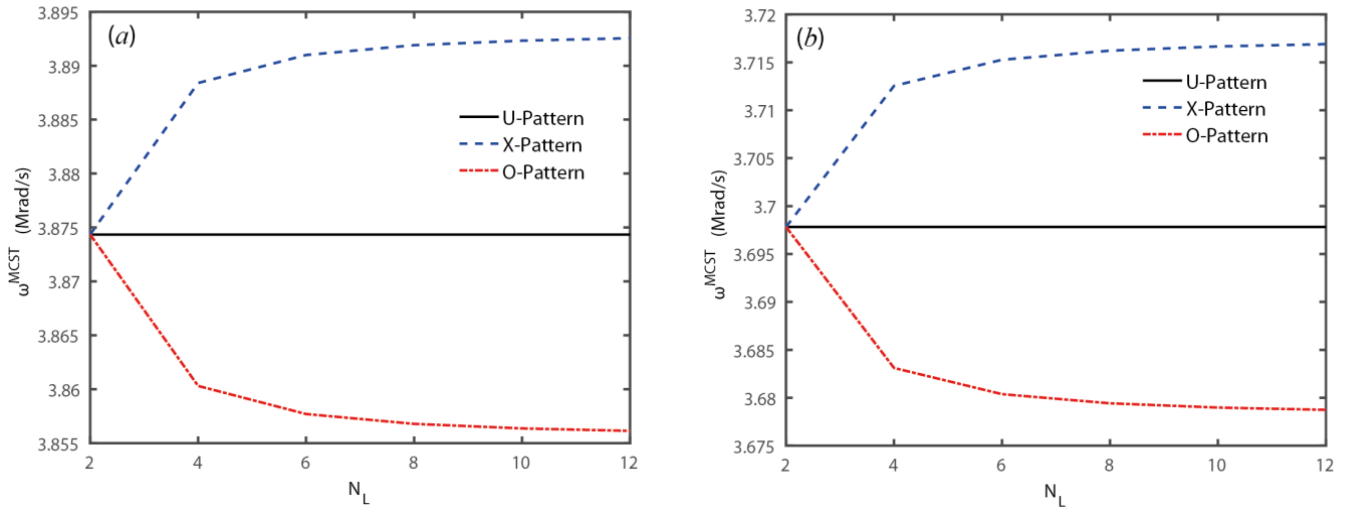 (a)
3.895
3.89
3.885
3.88
3.875
3.87
3.865
3.86
3.855
ω^MCST (Mrad/s)
U-Pattern
X-Pattern
O-Pattern
2 4 6 8 10 12
N_L
(b)
3.72
3.715
3.71
3.705
3.7
3.695
3.69
3.685
3.68
3.675
ω^MCST (Mrad/s)
U-Pattern
X-Pattern
O-Pattern
2 4 6 8 10 12
N_L